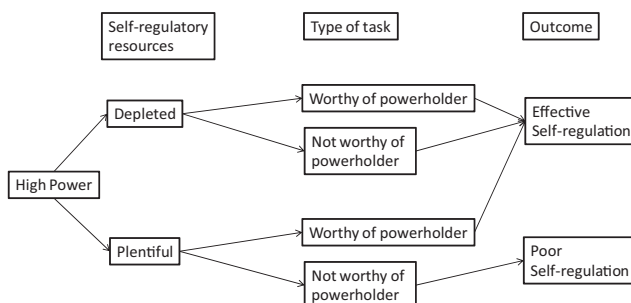 Self-regulatory
resources
Type of task
Outcome
Worthy of powerholder
Depleted
Effective
Self-regulation
Not worthy of
powerholder
High Power
Worthy of powerholder
Plentiful
Poor
Self-regulation
Not worthy of
powerholder